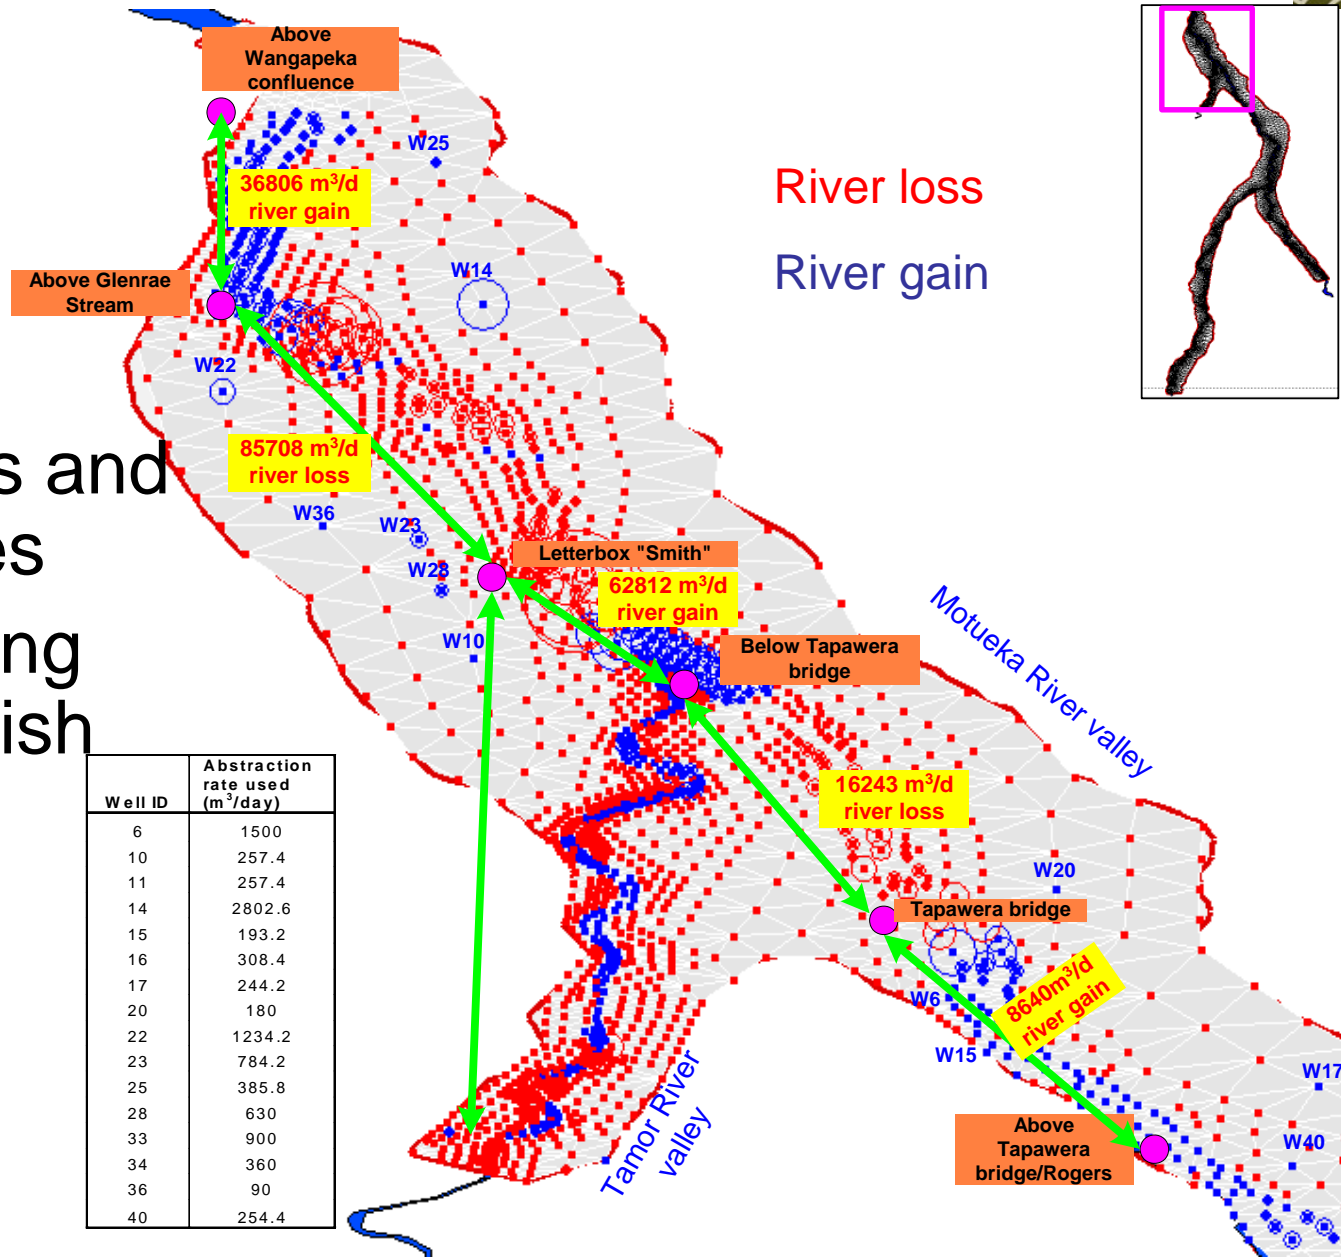 Above
Wangapeka
confluence
W25
36806 m³/d
river gain
River loss
River gain
W14
Above Glenrae
Stream
W22
85708 m³/d
river loss
s and
es
ng
ish
W36
W23
W28
Letterbox "Smith"
62812 m³/d
river gain
W10
Below Tapawera
bridge
Motueka River valley
16243 m³/d
river loss
W20
Tapawera bridge
W6
8640m³/d
river gain
W15
W17
Above
Tapawera
bridge/Rogers
W40
Tamor River
valley
Well ID Abstraction rate used (m³/day)
6 1500
10 257.4
11 257.4
14 2802.6
15 193.2
16 308.4
17 244.2
20 180
22 1234.2
23 784.2
25 385.8
28 630
33 900
34 360
36 90
40 254.4